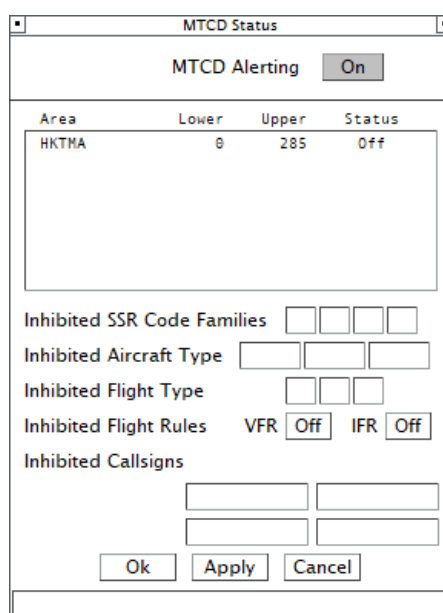 MTCD Status
MTCD Alerting On
Area Lower Upper Status
HKTMA 0 285 Off
Inhibited SSR Code Families
Inhibited Aircraft Type
Inhibited Flight Type
Inhibited Flight Rules VFR Off IFR Off
Inhibited Callsigns
Ok Apply Cancel